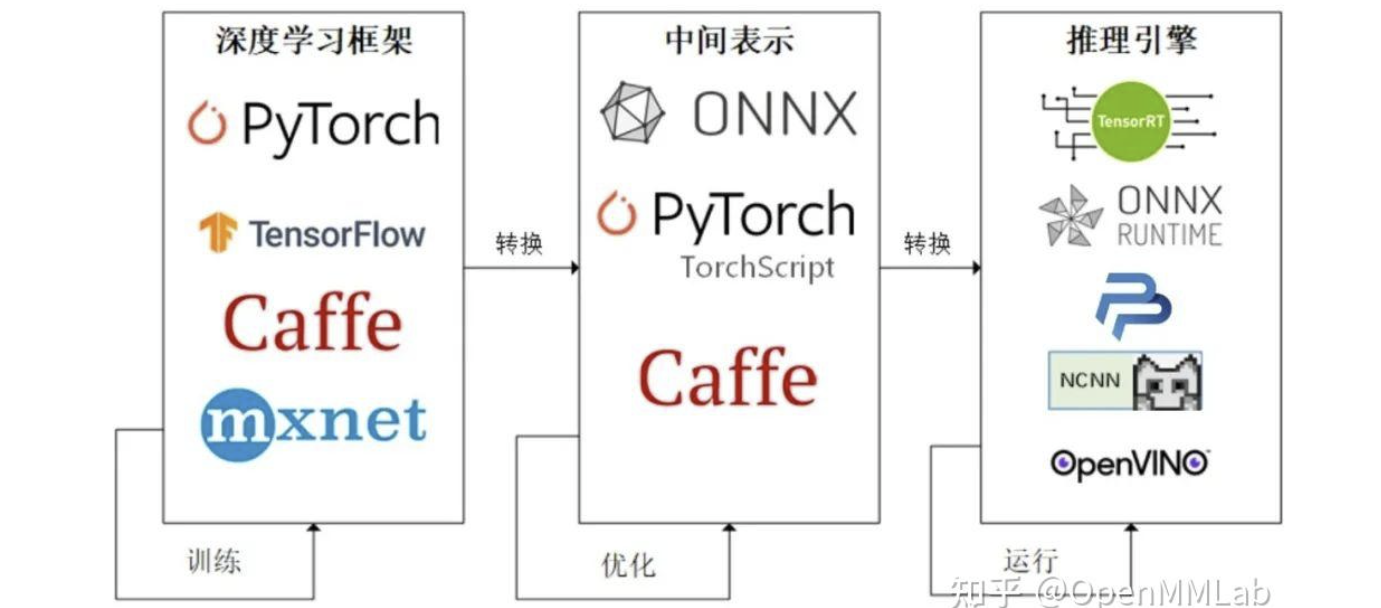 深度学习框架
PyTorch
TensorFlow
Caffe
mxnet
训练
转换
中间表示
ONNX
PyTorch
TorchScript
Caffe
优化
转换
推理引擎
TensorRT
ONNX
RUNTIME
NCNN
OpenVINO™
运行
知乎 @OpenMMLab